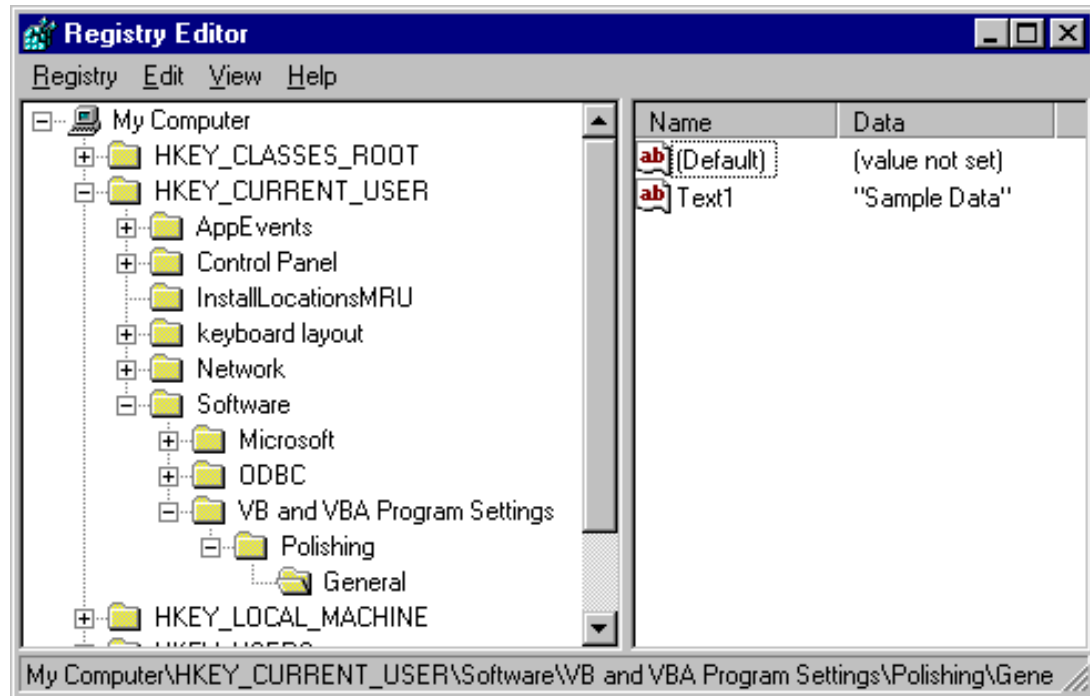 Registry Editor
Registry Edit View Help
My Computer
HKEY_CLASSES_ROOT
HKEY_CURRENT_USER
AppEvents
Control Panel
InstallLocationsMRU
keyboard layout
Network
Software
Microsoft
ODBC
VB and VBA Program Settings
Polishing
General
HKEY_LOCAL_MACHINE
Name Data
ab (Default) (value not set)
ab Text1 "Sample Data"
My Computer\HKEY_CURRENT_USER\Software\VB and VBA Program Settings\Polishing\Gene